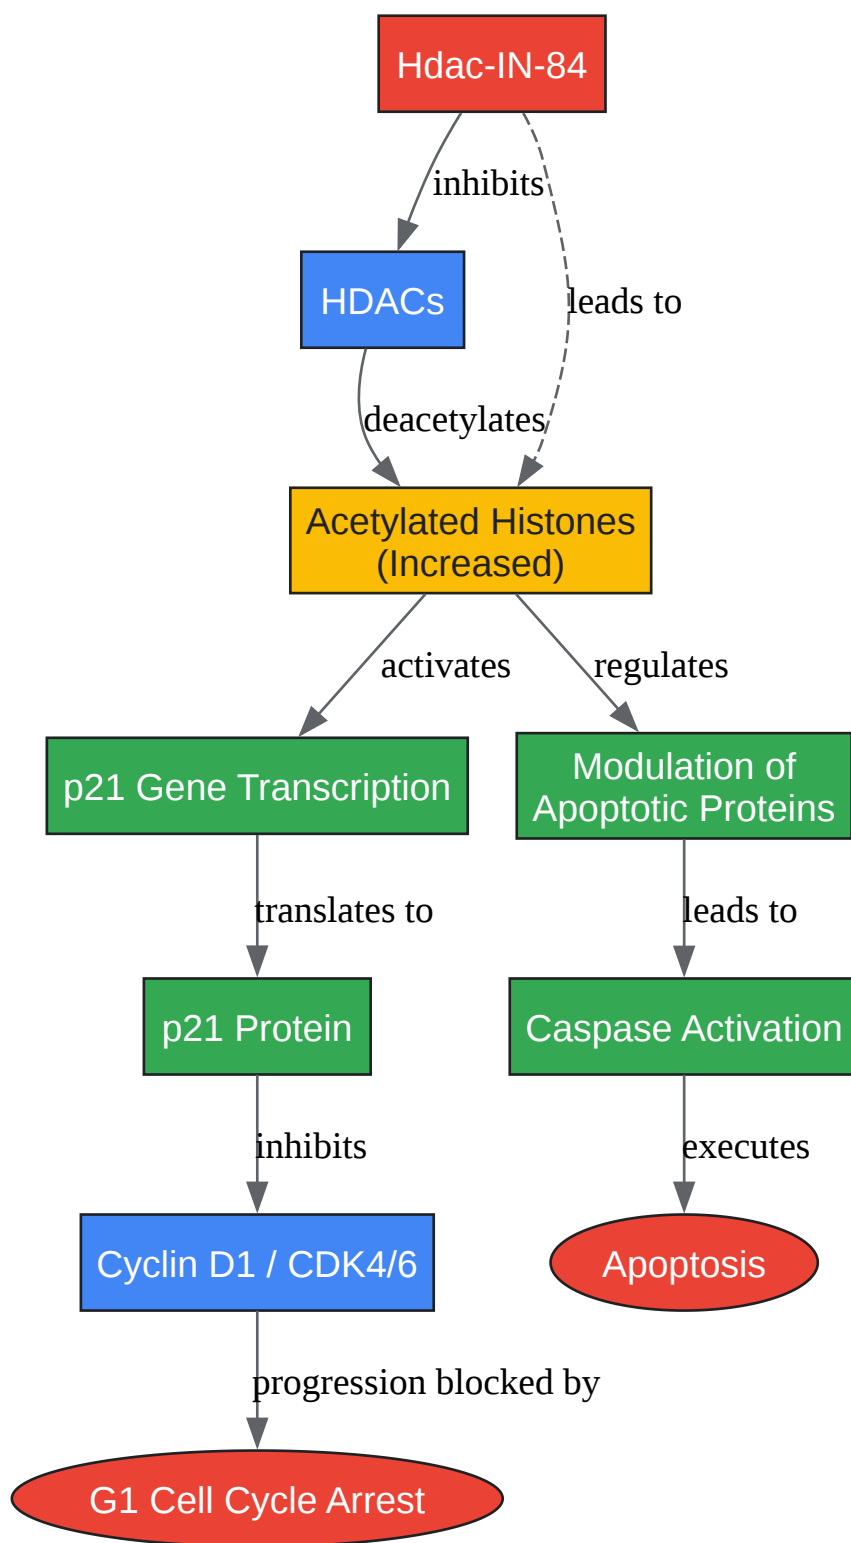 Hdac-IN-84
inhibits
HDACs
leads to
deacetylates
Acetylated Histones
(Increased)
activates
regulates
p21 Gene Transcription
Modulation of
Apoptotic Proteins
translates to
leads to
p21 Protein
Caspase Activation
inhibits
executes
Cyclin D1 / CDK4/6
Apoptosis
progression blocked by
G1 Cell Cycle Arrest